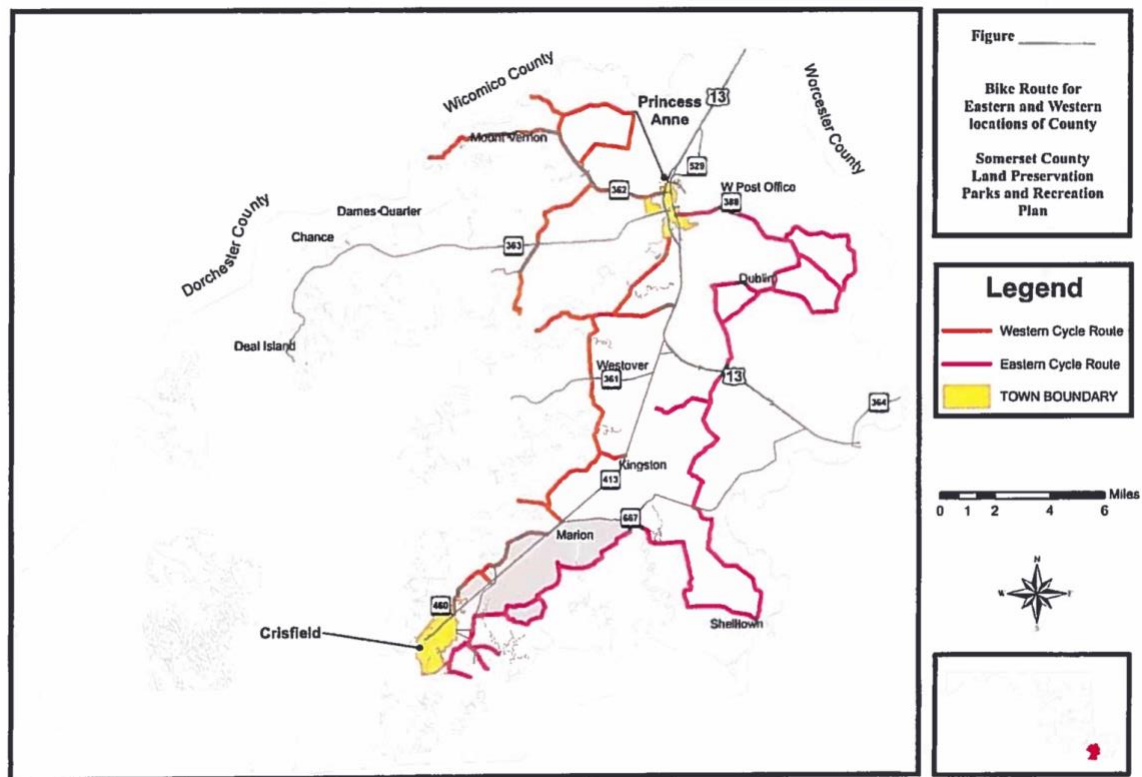 Figure
Bike Route for
Eastern and Western
locations of County
Somerset County
Land Preservation
Parks and Recreation
Plan
Legend
Western Cycle Route
Eastern Cycle Route
TOWN BOUNDARY
Miles
0 1 2 4 6
N
W E
S
Wicomico County
Worcester County
Dorchester County
Princess
Anne
13
529
Mount Vernon
362
W Post Office
388
Dames Quarter
Chance
363
Dublin
Deal Island
Westover
361
13
364
Kingston
413
667
Marion
460
Shelltown
Crisfield